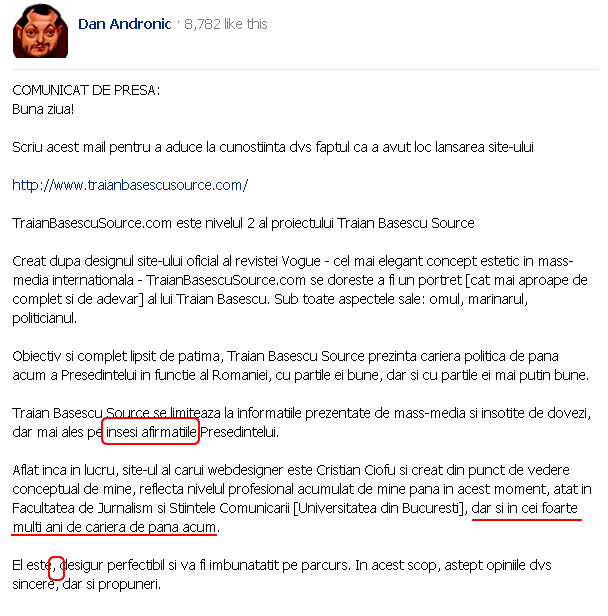 Dan Andronic · 8,782 like this
COMUNICAT DE PRESA:
Buna ziua!
Scriu acest mail pentru a aduce la cunostiinta dvs faptul ca a avut loc lansarea site-ului
http://www.traianbasescusource.com/
TraianBasescuSource.com este nivelul 2 al proiectului Traian Basescu Source
Creat dupa designul site-ului oficial al revistei Vogue - cel mai elegant concept estetic in mass-
media internationala - TraianBasescuSource.com se doreste a fi un portret [cat mai aproape de
complet si de adevar] al lui Traian Basescu. Sub toate aspectele sale: omul, marinarul,
politicianul.
Obiectiv si complet lipsit de patima, Traian Basescu Source prezinta cariera politica de pana
acum a Presedintelui in functie al Romaniei, cu partile ei bune, dar si cu partile ei mai putin bune.
Traian Basescu Source se limiteaza la informatiile prezentate de mass-media si insotite de dovezi,
dar mai ales pe insesi afirmatiile Presedintelui.
Aflat inca in lucru, site-ul al carui webdesigner este Cristian Ciofu si creat din punct de vedere
conceptual de mine, reflecta nivelul profesional acumulat de mine pana in acest moment, atat in
Facultatea de Jurnalism si Stiintele Comunicarii [Universitatea din Bucuresti], dar si in cei foarte
multi ani de cariera de pana acum.
El este, desigur perfectibil si va fi imbunatatit pe parcurs. In acest scop, astept opiniile dvs
sincere, dar si propuneri.